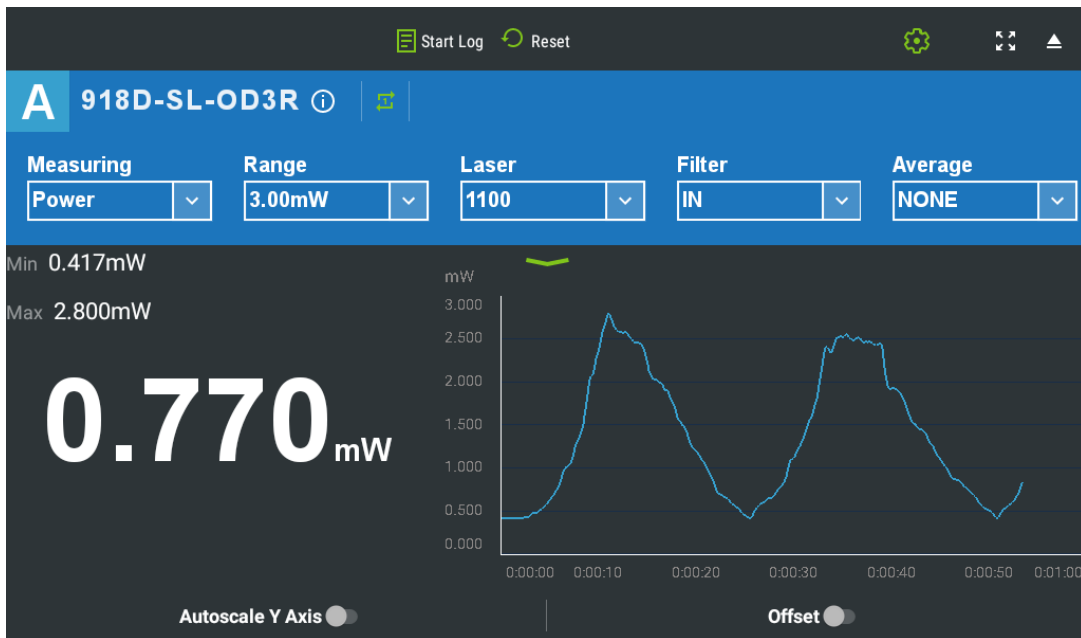 Start Log Reset
A 918D-SL-OD3R
Measuring Range Laser Filter Average
Power 3.00mW 1100 IN NONE
Min 0.417mW
Max 2.800mW
0.770 mW
mW
3.000
2.500
2.000
1.500
1.000
0.500
0.000
0:00:00 0:00:10 0:00:20 0:00:30 0:00:40 0:00:50 0:01:00
Autoscale Y Axis Offset